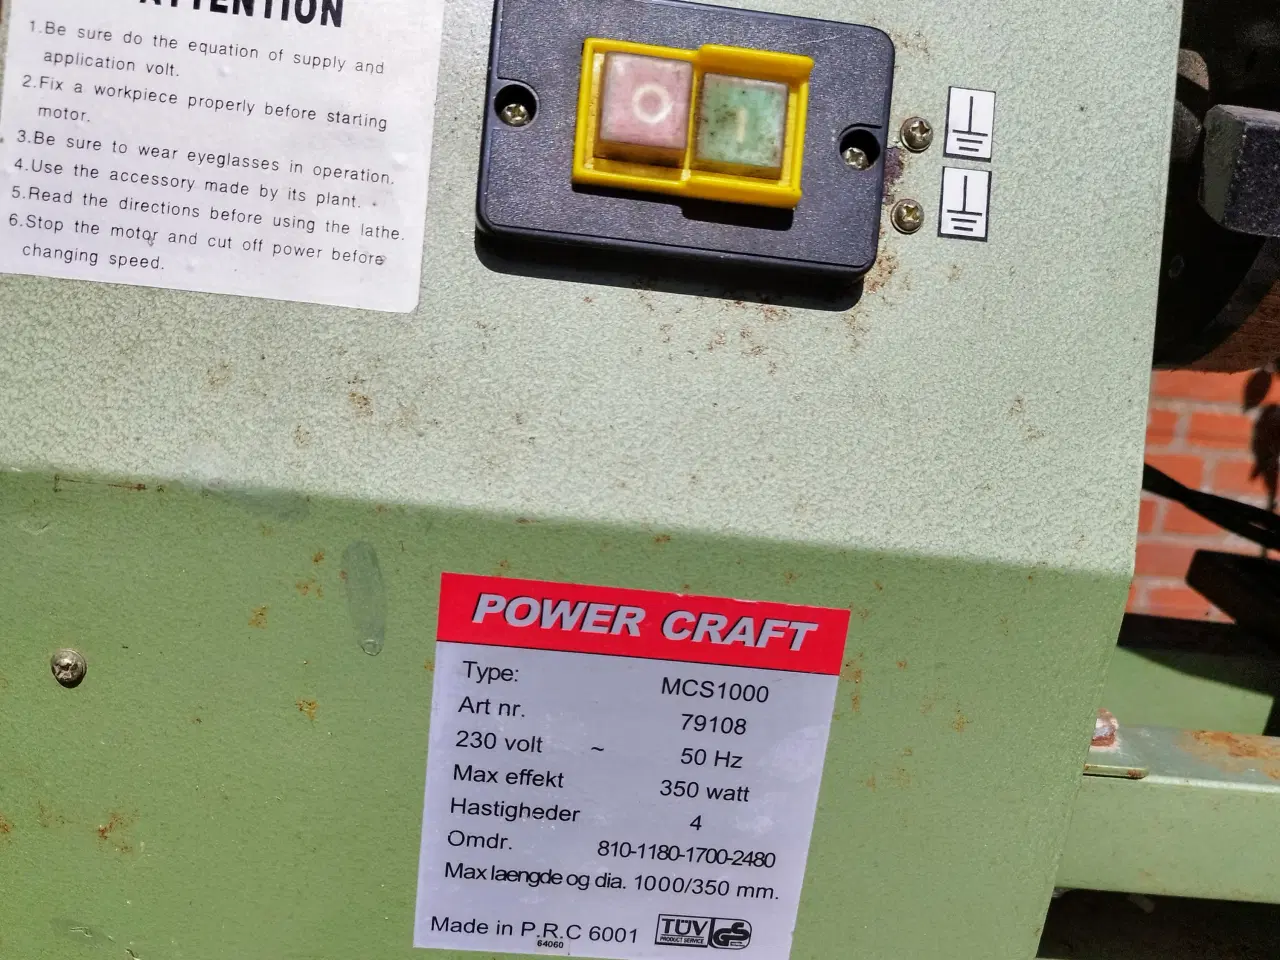 ATTENTION
1.Be sure do the equation of supply and
application volt.
2.Fix a workpiece properly before starting
motor.
3.Be sure to wear eyeglasses in operation.
4.Use the accessory made by its plant.
5.Read the directions before using the lathe.
6.Stop the motor and cut off power before
changing speed.
O 1
POWER CRAFT
Type: MCS1000
Art nr. 79108
230 volt ~ 50 Hz
Max effekt 350 watt
Hastigheder 4
Omdr. 810-1180-1700-2480
Max laengde og dia. 1000/350 mm.
Made in P.R.C 6001 TÜV GS
PRODUCT SERVICE
64060